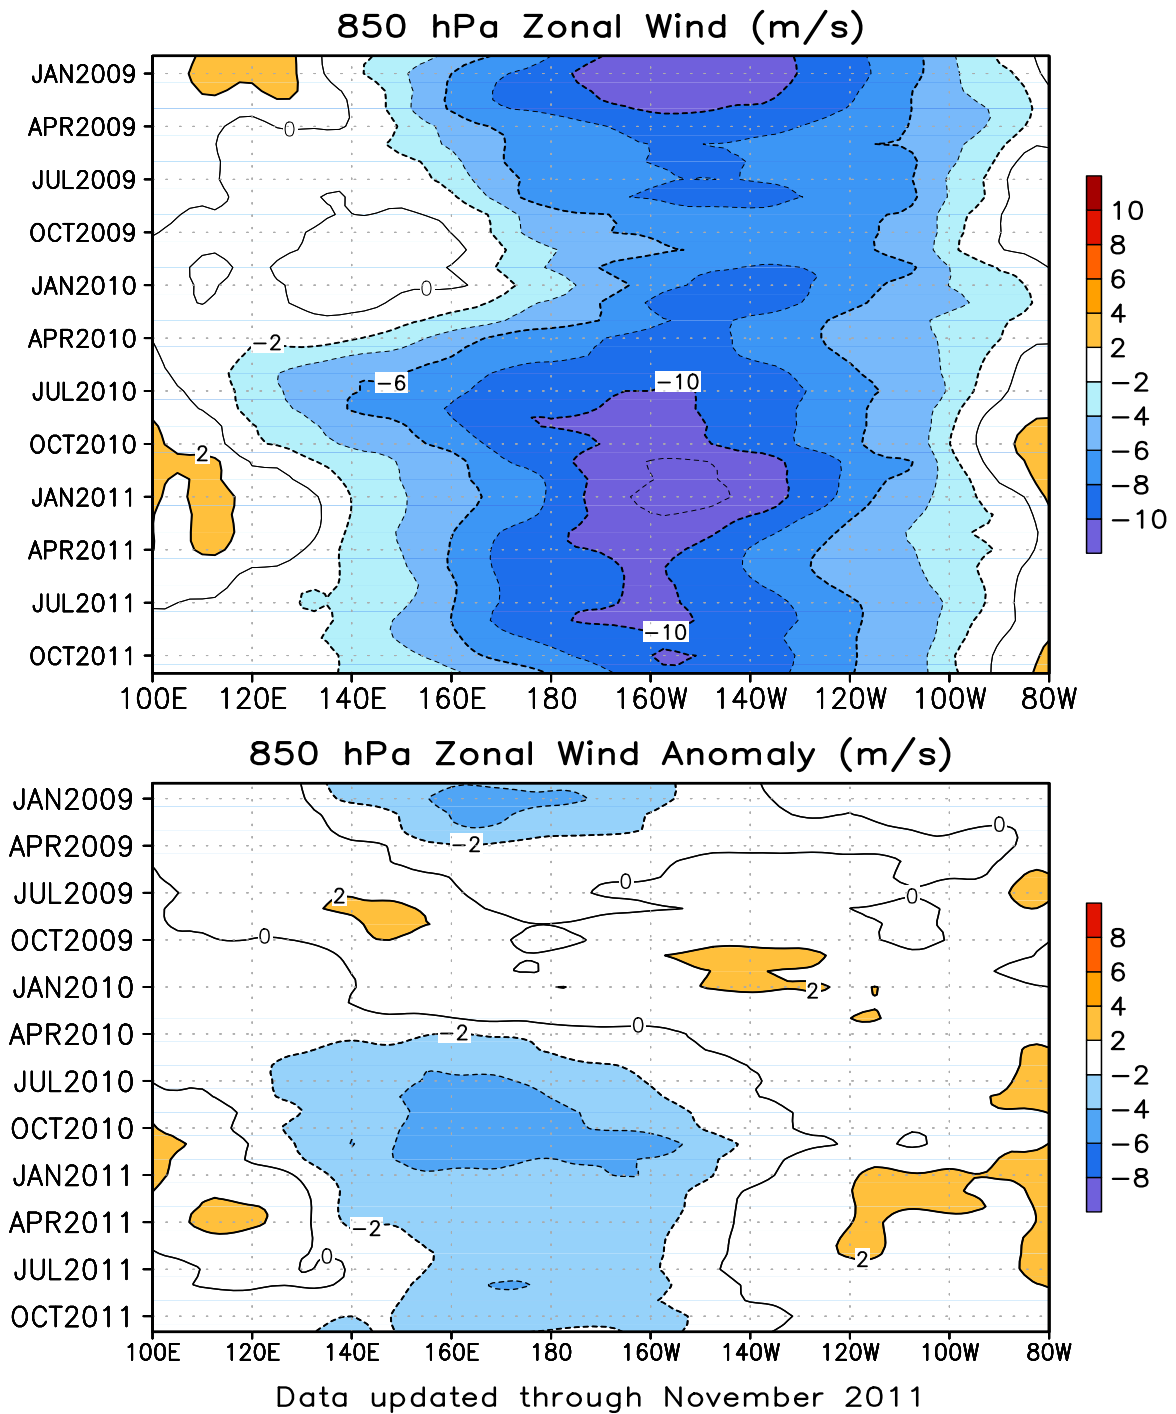 850 hPa Zonal Wind (m/s)
JAN2009
APR2009
JUL2009
OCT2009
JAN2010
APR2010
JUL2010
OCT2010
JAN2011
APR2011
JUL2011
OCT2011
0
0
−2
−6
−10
2
−10
100E 120E 140E 160E 180 160W 140W 120W 100W 80W
10
8
6
4
2
−2
−4
−6
−8
−10
850 hPa Zonal Wind Anomaly (m/s)
JAN2009
APR2009
JUL2009
OCT2009
JAN2010
APR2010
JUL2010
OCT2010
JAN2011
APR2011
JUL2011
OCT2011
0
−2
0
2
0
0
2
0
−2
−2
0
2
100E 120E 140E 160E 180 160W 140W 120W 100W 80W
8
6
4
2
−2
−4
−6
−8
Data updated through November 2011